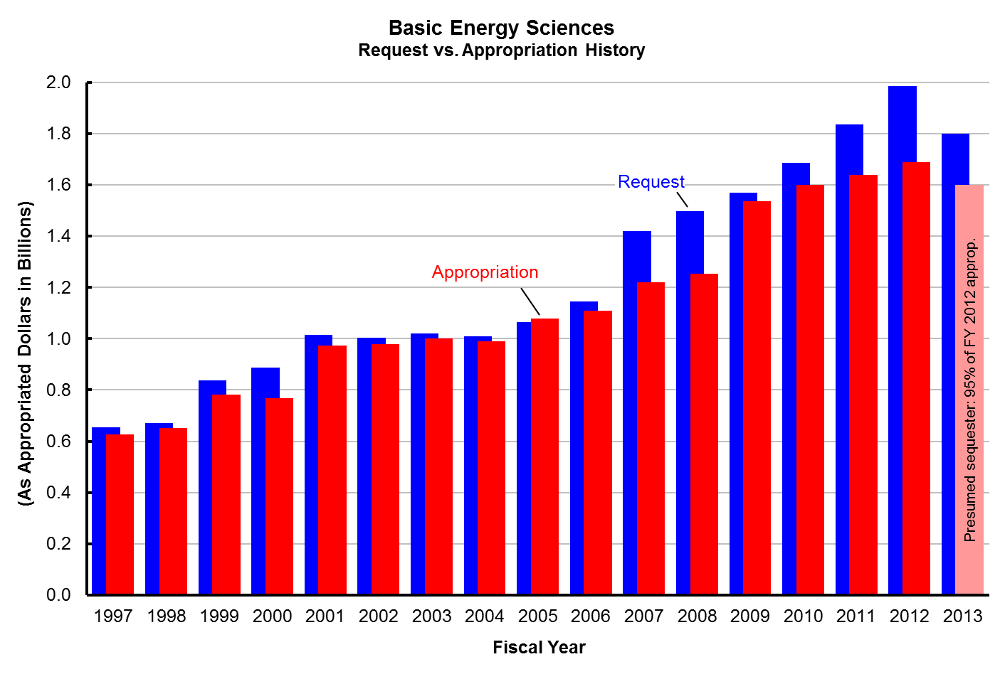 Basic Energy Sciences
Request vs. Appropriation History
(As Appropriated Dollars in Billions)
2.0
1.8
1.6
1.4
1.2
1.0
0.8
0.6
0.4
0.2
0.0
Request
Appropriation
Presumed sequester: 95% of FY 2012 approp.
1997 1998 1999 2000 2001 2002 2003 2004 2005 2006 2007 2008 2009 2010 2011 2012 2013
Fiscal Year